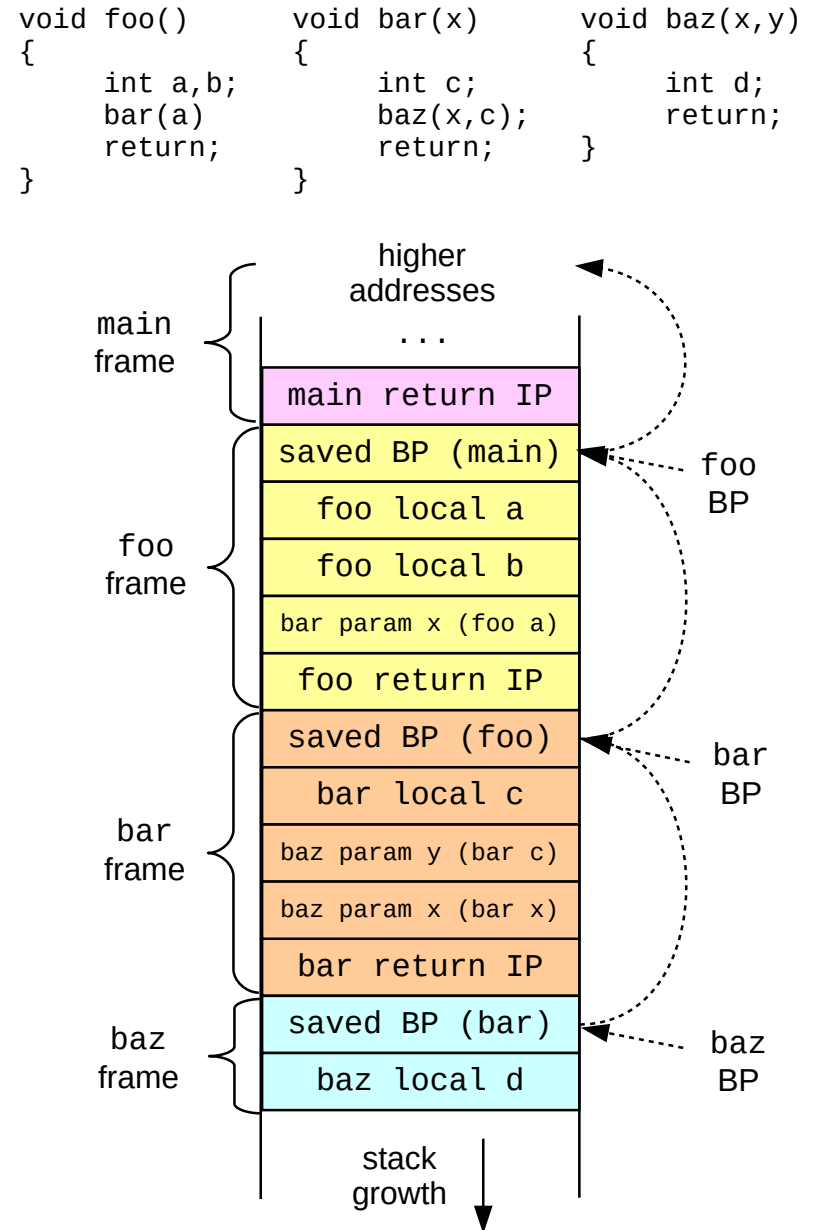 void foo()
{
     int a,b;
     bar(a)
     return;
}
void bar(x)
{
     int c;
     baz(x,c);
     return;
}
void baz(x,y)
{
     int d;
     return;
}
higher
addresses
...
main
frame
main return IP
saved BP (main)
foo
BP
foo local a
foo
frame
foo local b
bar param x (foo a)
foo return IP
saved BP (foo)
bar
BP
bar local c
bar
frame
baz param y (bar c)
baz param x (bar x)
bar return IP
saved BP (bar)
baz
frame
baz
BP
baz local d
stack
growth